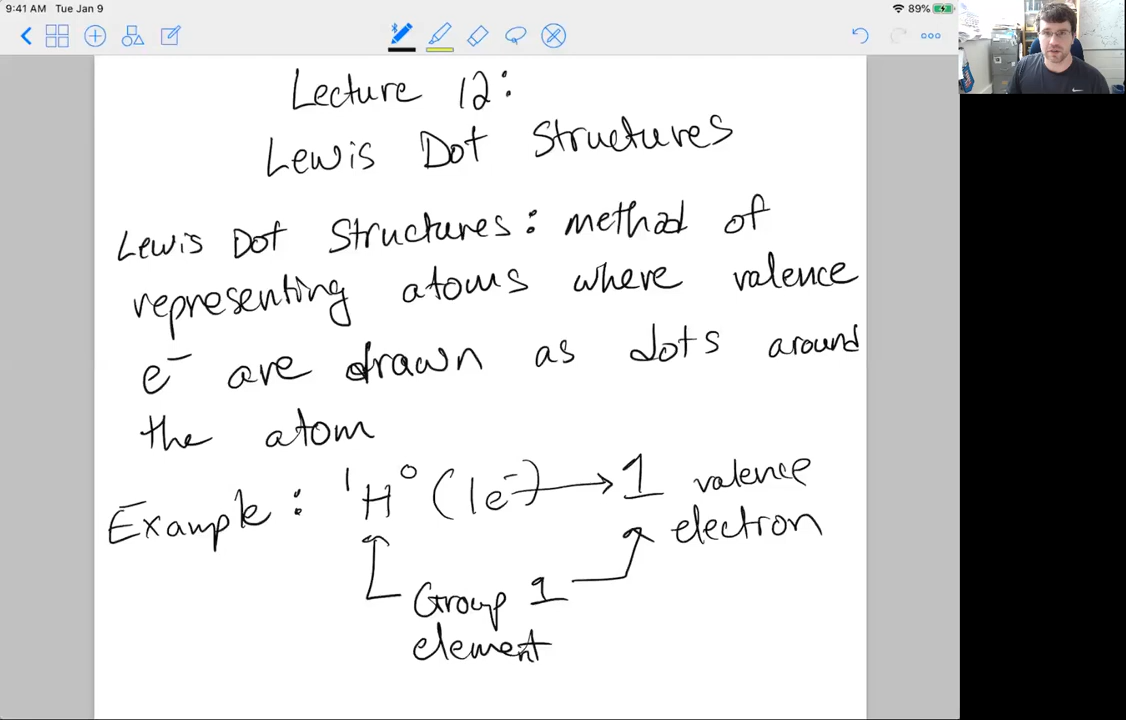 9:41 AM Tue Jan 9
89%
Lecture 12:
Lewis Dot Structures
Lewis Dot Structures: method of
representing atoms where valence
e⁻ are drawn as dots around
the atom
Example: ¹H⁰ (1e⁻) → 1 valence
electron
Group 1
element